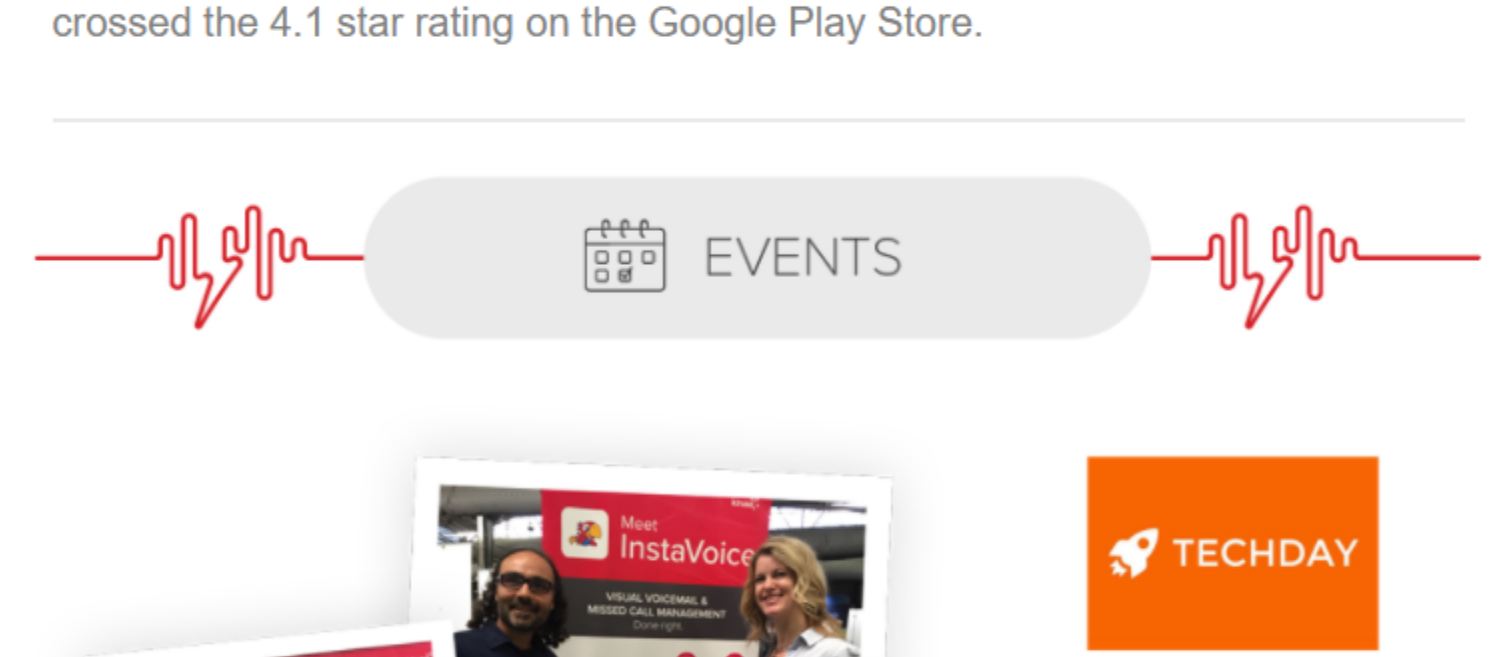 crossed the 4.1 star rating on the Google Play Store.
EVENTS
Meet
InstaVoice
VISUAL VOICEMAIL &
MISSED CALL MANAGEMENT
Done right.
TECHDAY